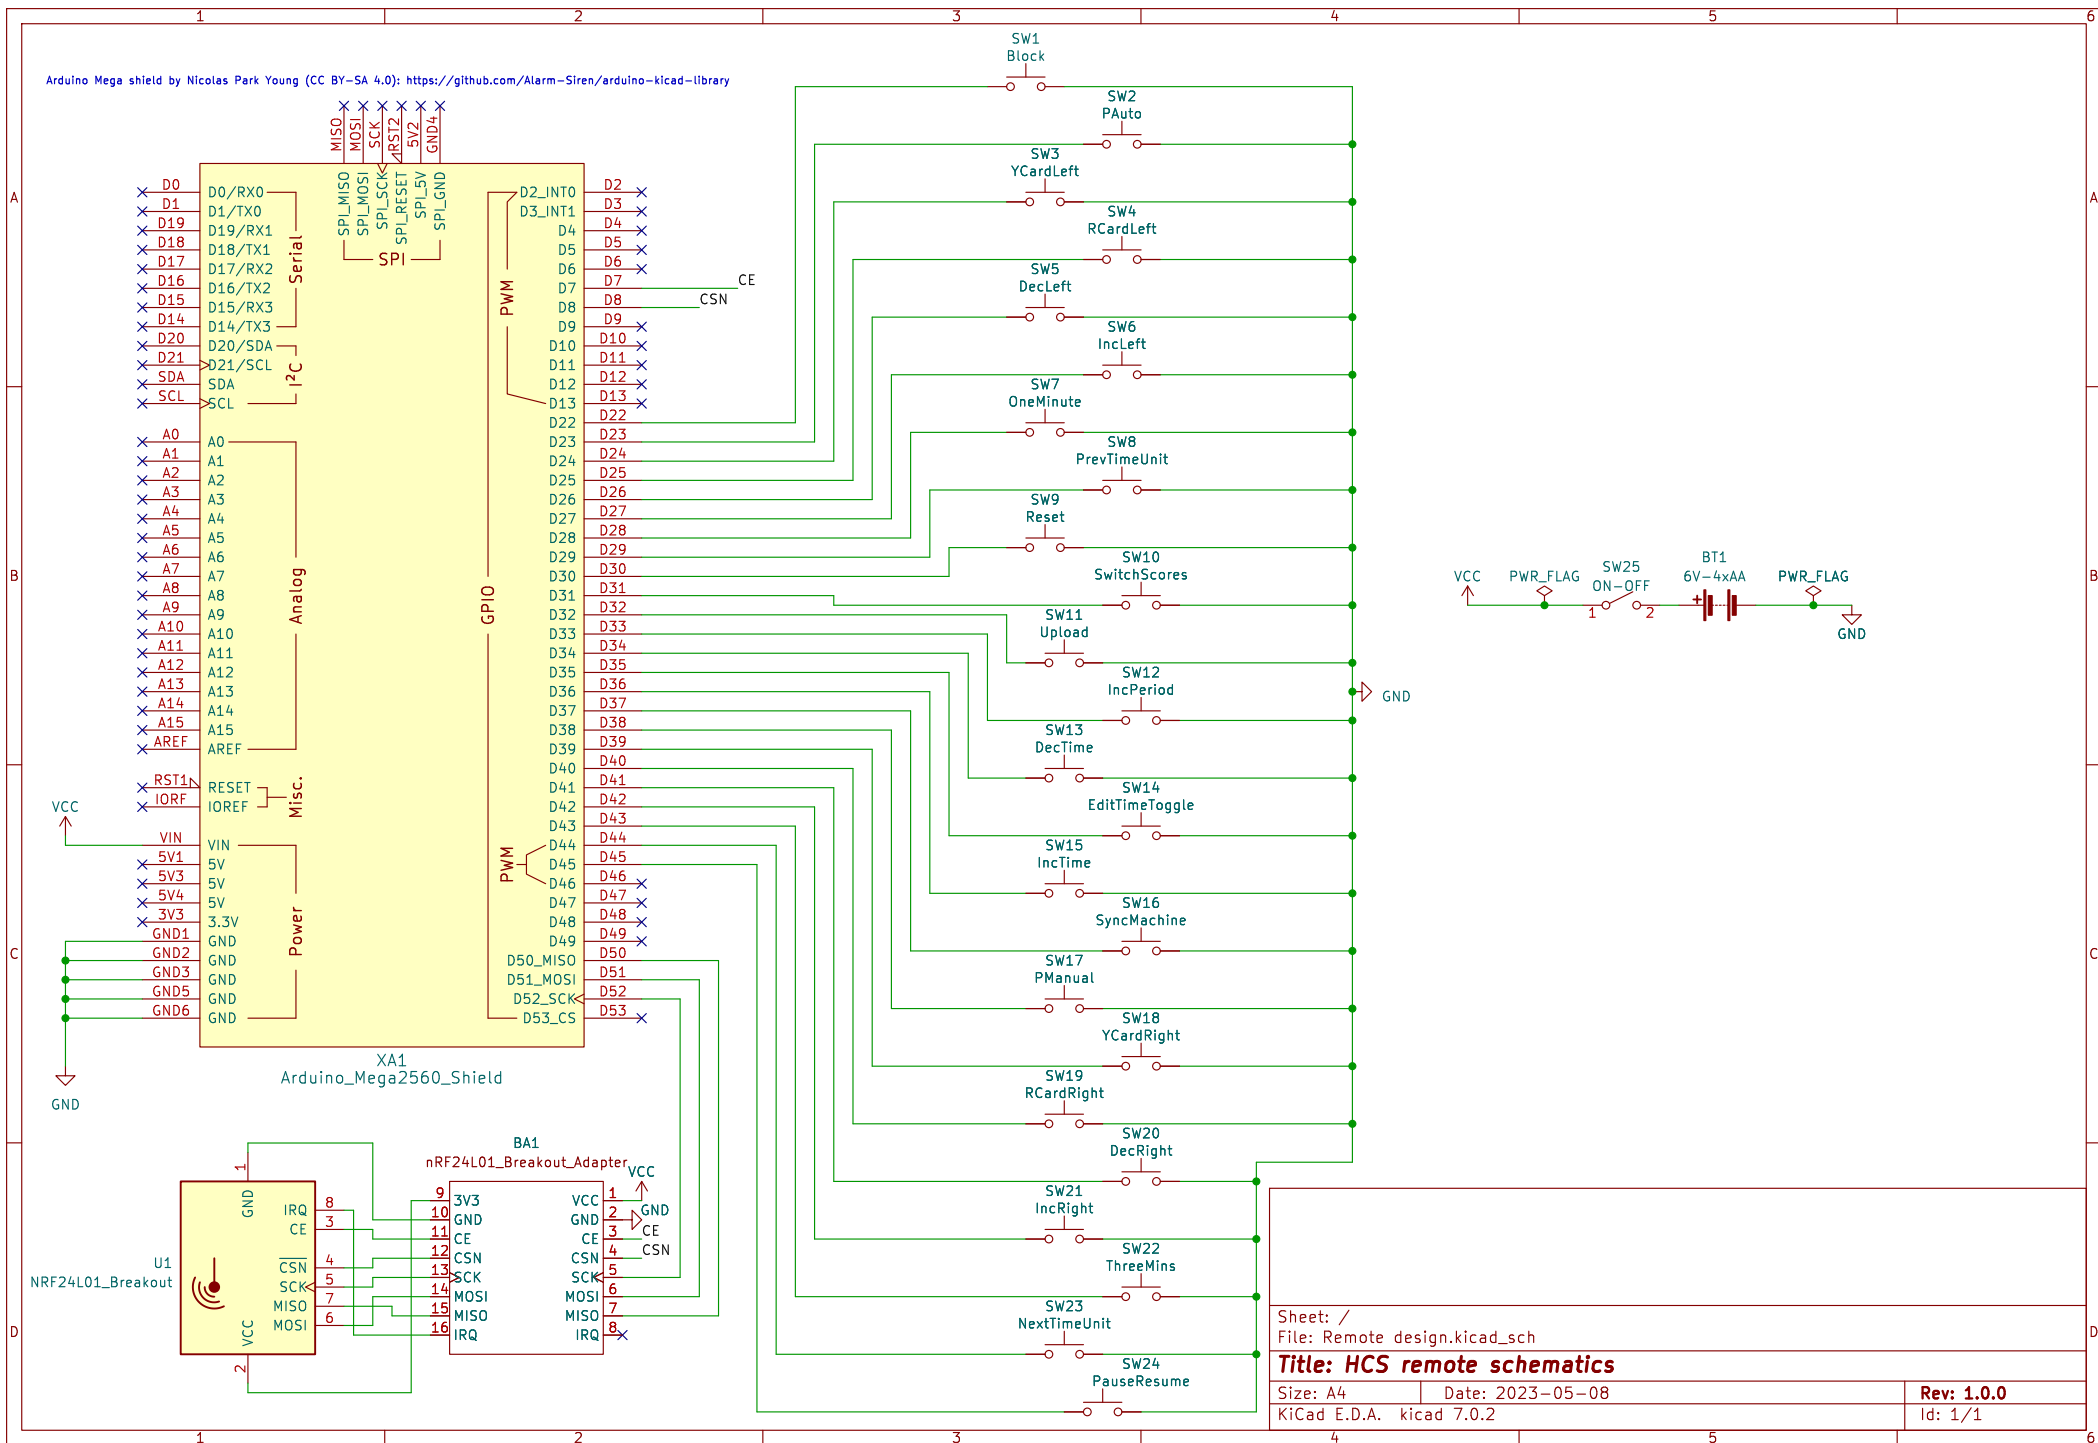 1 2 3 4 5 6
A
B
C
D
A
B
C
D
1 2 3 4 5 6
Arduino Mega shield by Nicolas Park Young (CC BY-SA 4.0): https://github.com/Alarm-Siren/arduino-kicad-library
MISO
MOSI
SCK
RST2
5V2
GND4
SPI_MISO
SPI_MOSI
SPI_SCK
SPI_RESET
SPI_5V
SPI_GND
SPI
D0 D0/RX0
D1 D1/TX0
D19 D19/RX1
D18 D18/TX1
D17 D17/RX2
D16 D16/TX2
D15 D15/RX3
D14 D14/TX3
Serial
D20 D20/SDA
D21 D21/SCL
SDA SDA
SCL SCL
I²C
A0 A0
A1 A1
A2 A2
A3 A3
A4 A4
A5 A5
A6 A6
A7 A7
A8 A8
A9 A9
A10 A10
A11 A11
A12 A12
A13 A13
A14 A14
A15 A15
AREF AREF
Analog
RST1 RESET
IORF IOREF
Misc.
VCC
VIN VIN
5V1 5V
5V3 5V
5V4 5V
3V3 3.3V
GND1 GND
GND2 GND
GND3 GND
GND5 GND
GND6 GND
Power
GND
PWM
GPIO
PWM
D2_INT0 D2
D3_INT1 D3
D4 D4
D5 D5
D6 D6
D7 D7 CE
D8 D8 CSN
D9 D9
D10 D10
D11 D11
D12 D12
D13 D13
D22 D22
D23 D23
D24 D24
D25 D25
D26 D26
D27 D27
D28 D28
D29 D29
D30 D30
D31 D31
D32 D32
D33 D33
D34 D34
D35 D35
D36 D36
D37 D37
D38 D38
D39 D39
D40 D40
D41 D41
D42 D42
D43 D43
D44 D44
D45 D45
D46 D46
D47 D47
D48 D48
D49 D49
D50_MISO D50
D51_MOSI D51
D52_SCK D52
D53_CS D53
XA1
Arduino_Mega2560_Shield
SW1
Block
SW2
PAuto
SW3
YCardLeft
SW4
RCardLeft
SW5
DecLeft
SW6
IncLeft
SW7
OneMinute
SW8
PrevTimeUnit
SW9
Reset
SW10
SwitchScores
SW11
Upload
SW12
IncPeriod
SW13
DecTime
SW14
EditTimeToggle
SW15
IncTime
SW16
SyncMachine
SW17
PManual
SW18
YCardRight
SW19
RCardRight
SW20
DecRight
SW21
IncRight
SW22
ThreeMins
SW23
NextTimeUnit
SW24
PauseResume
GND
VCC
PWR_FLAG
SW25
ON-OFF
1 2
BT1
6V-4xAA
+
PWR_FLAG
GND
U1
NRF24L01_Breakout
1
GND
IRQ 8
CE 3
CSN 4
SCK 5
MISO 7
MOSI 6
VCC
2
BA1
nRF24L01_Breakout_Adapter
9 3V3
10 GND
11 CE
12 CSN
13 SCK
14 MOSI
15 MISO
16 IRQ
VCC 1
GND 2
CE 3
CSN 4
SCK 5
MOSI 6
MISO 7
IRQ 8
VCC
GND
CE
CSN
Sheet: /
File: Remote design.kicad_sch
Title: HCS remote schematics
Size: A4 Date: 2023-05-08 Rev: 1.0.0
KiCad E.D.A. kicad 7.0.2 Id: 1/1